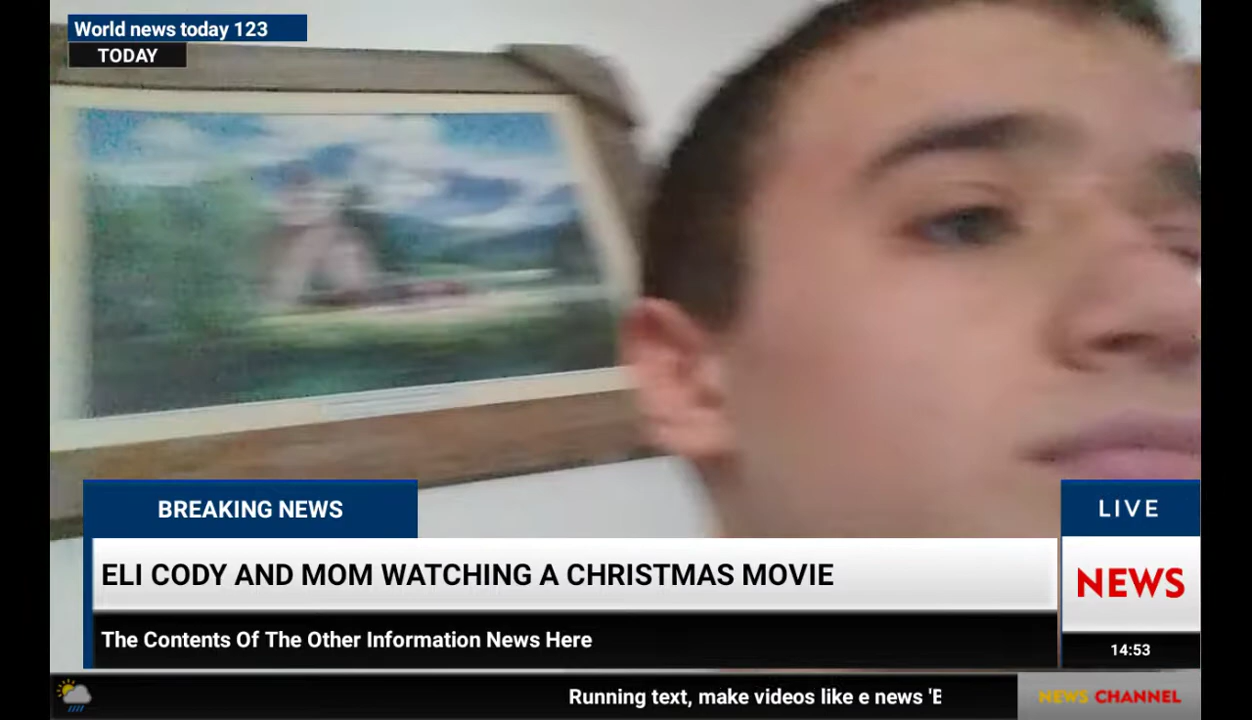 World news today 123
TODAY
BREAKING NEWS
LIVE
ELI CODY AND MOM WATCHING A CHRISTMAS MOVIE
NEWS
The Contents Of The Other Information News Here
14:53
Running text, make videos like e news 'E
NEWS CHANNEL